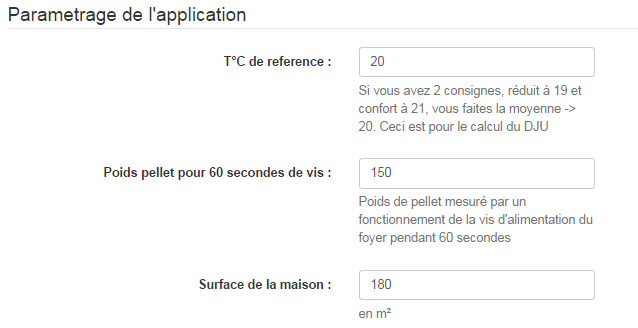 Parametrage de l'application
T°C de reference :
20
Si vous avez 2 consignes, réduit à 19 et
confort à 21, vous faites la moyenne ->
20. Ceci est pour le calcul du DJU
Poids pellet pour 60 secondes de vis :
150
Poids de pellet mesuré par un
fonctionnement de la vis d'alimentation du
foyer pendant 60 secondes
Surface de la maison :
180
en m²